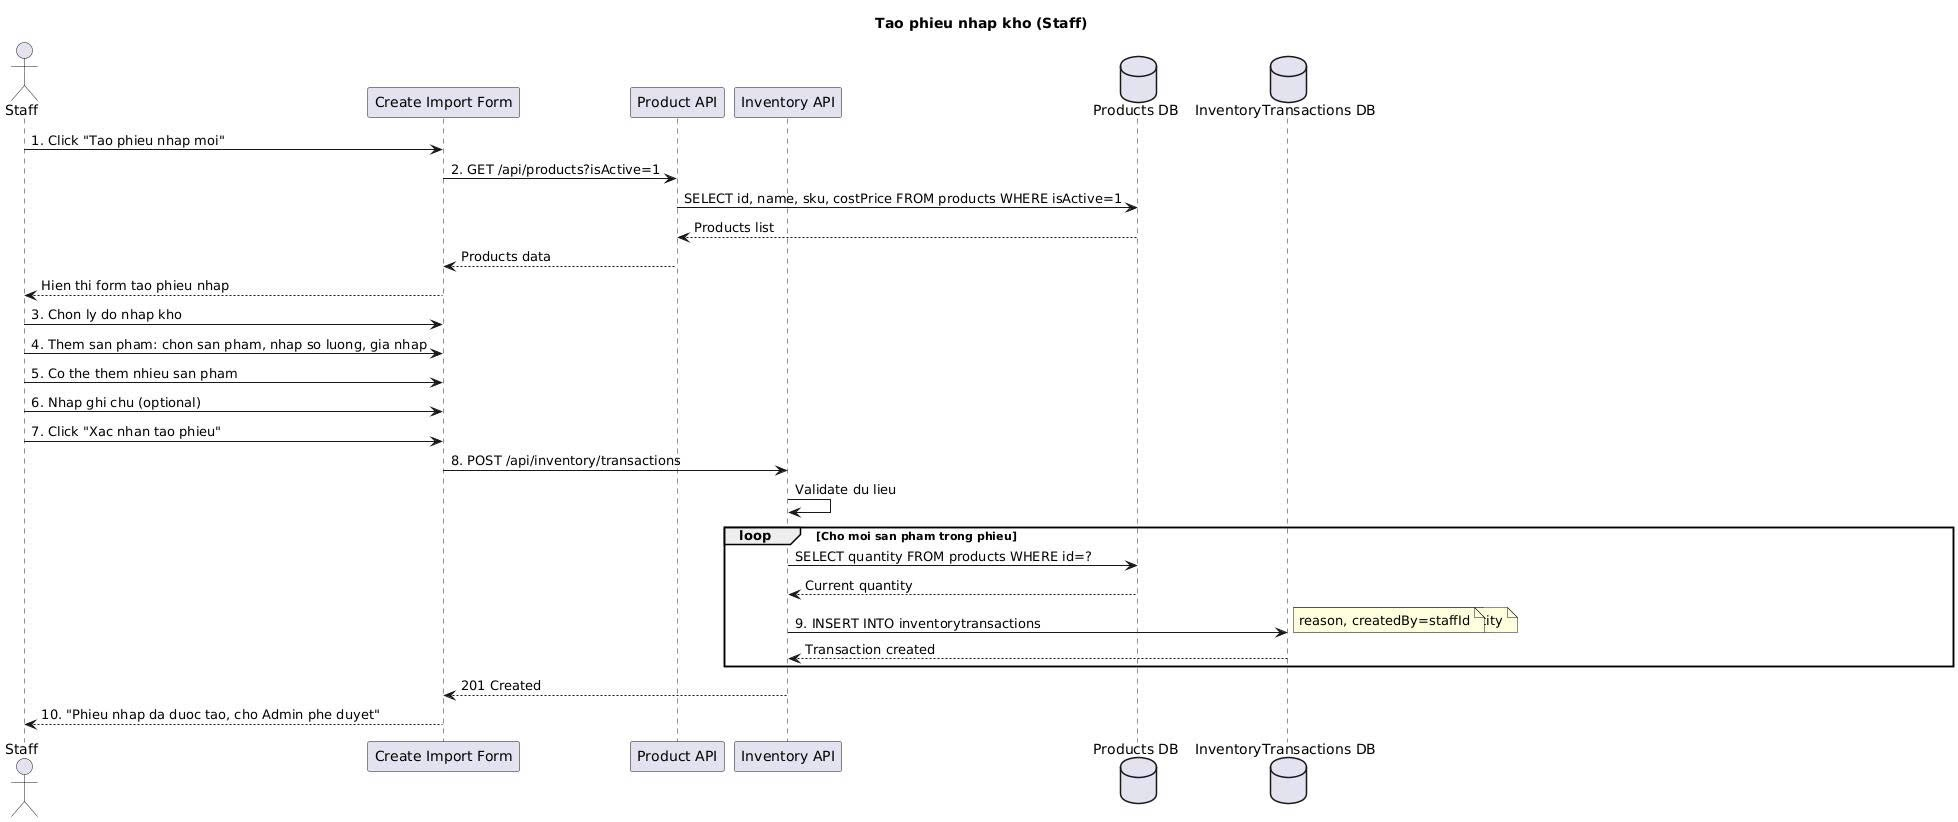 Tao phieu nhap kho (Staff)
Staff
Create Import Form
Product API
Inventory API
Products DB
InventoryTransactions DB
1. Click "Tao phieu nhap moi"
2. GET /api/products?isActive=1
SELECT id, name, sku, costPrice FROM products WHERE isActive=1
Products list
Products data
Hien thi form tao phieu nhap
3. Chon ly do nhap kho
4. Them san pham: chon san pham, nhap so luong, gia nhap
5. Co the them nhieu san pham
6. Nhap ghi chu (optional)
7. Click "Xac nhan tao phieu"
8. POST /api/inventory/transactions
Validate du lieu
loop [Cho moi san pham trong phieu]
SELECT quantity FROM products WHERE id=?
Current quantity
reason, createdBy=staffId
9. INSERT INTO inventorytransactions
Transaction created
201 Created
10. "Phieu nhap da duoc tao, cho Admin phe duyet"
Staff
Create Import Form
Product API
Inventory API
Products DB
InventoryTransactions DB